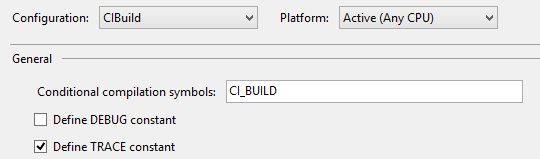 Configuration: CIBuild Platform: Active (Any CPU)
General
Conditional compilation symbols: CI_BUILD
Define DEBUG constant
Define TRACE constant